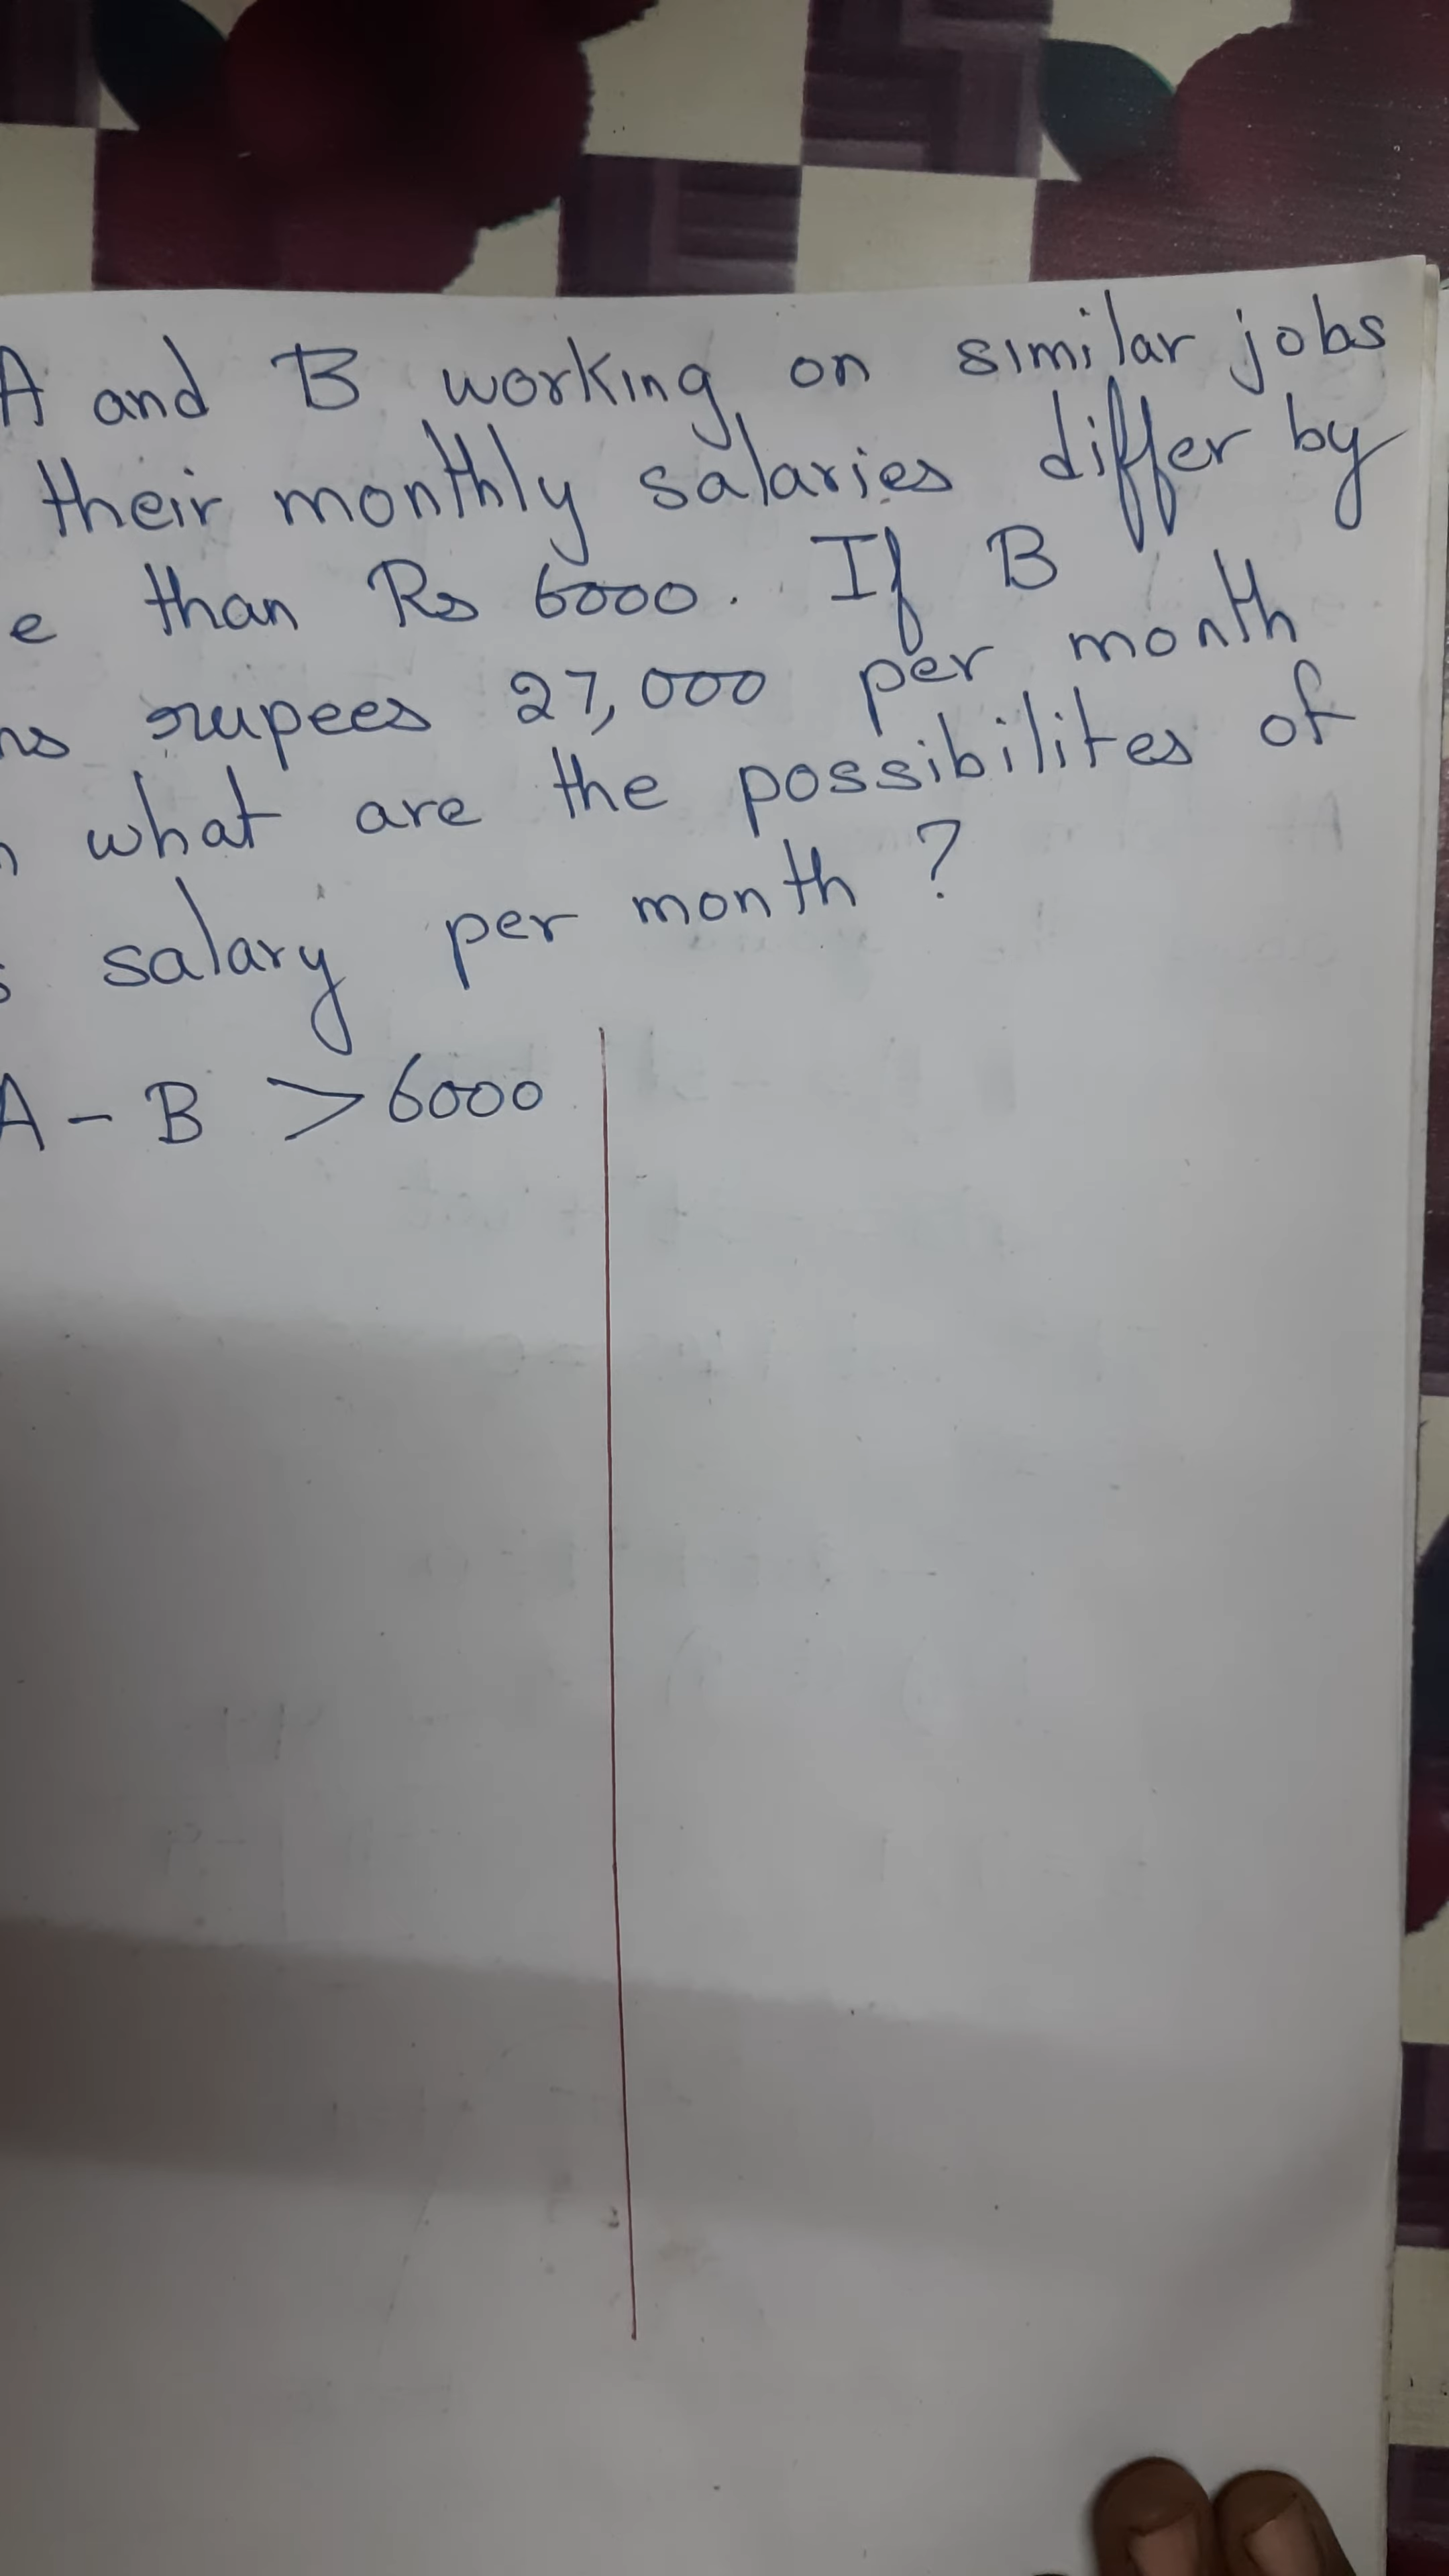 A and B working on similar jobs
their monthly salaries differ by
e than Rs 6000. If B
ns rupees 27,000 per month
what are the possibilites of
s salary per month ?
A - B > 6000